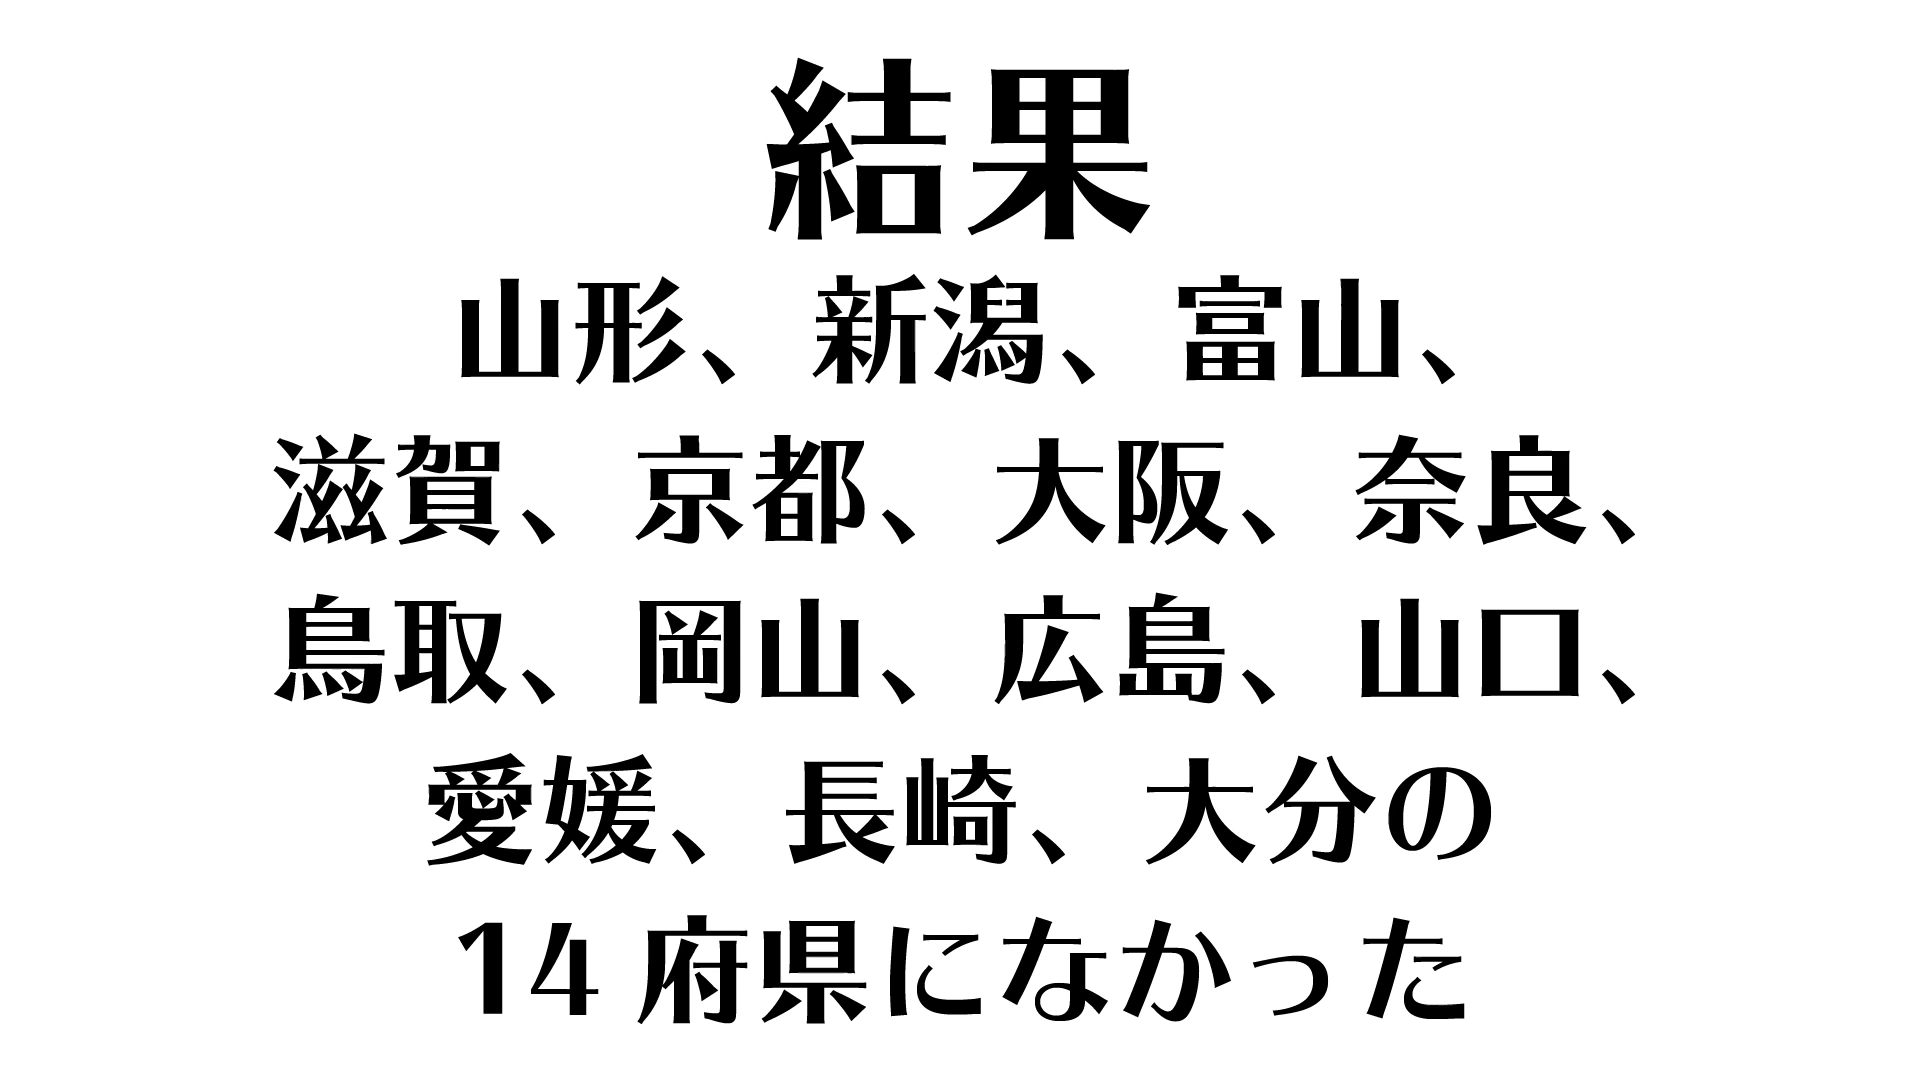 結果
山形、新潟、富山、
滋賀、京都、大阪、奈良、
鳥取、岡山、広島、山口、
愛媛、長崎、大分の
14府県になかった